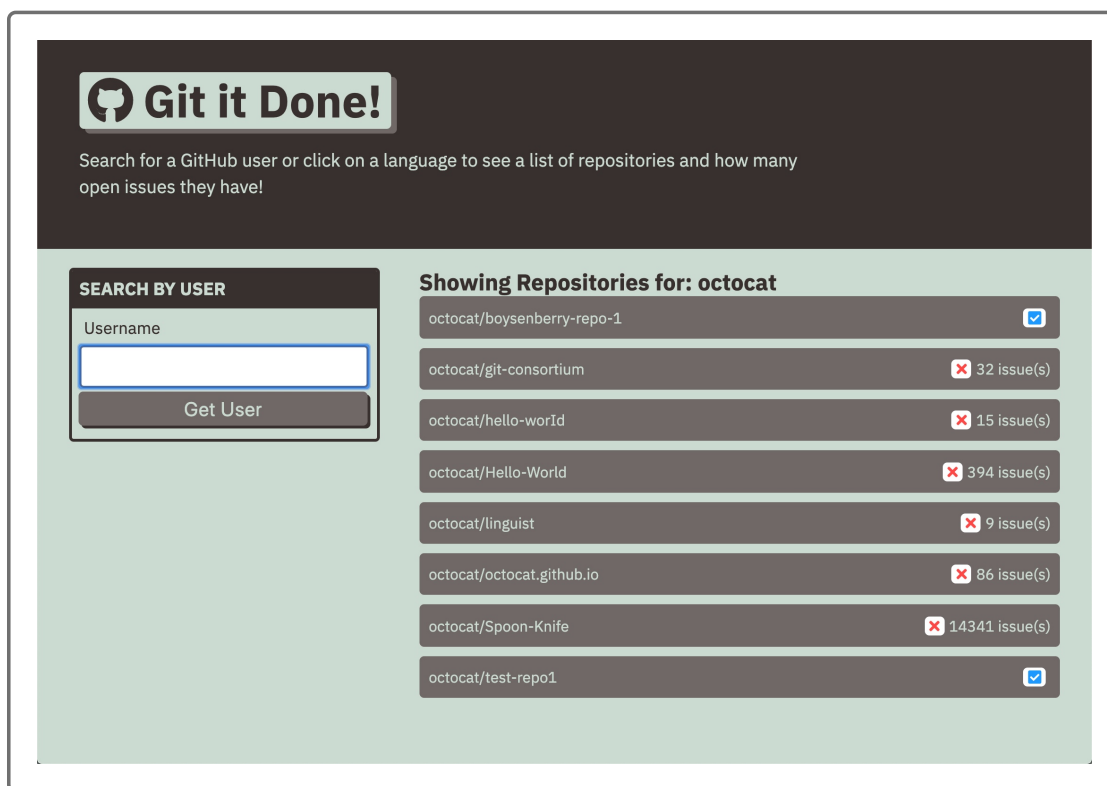 Git it Done!
Search for a GitHub user or click on a language to see a list of repositories and how many
open issues they have!
SEARCH BY USER
Username
Get User
Showing Repositories for: octocat
octocat/boysenberry-repo-1
octocat/git-consortium 32 issue(s)
octocat/hello-worId 15 issue(s)
octocat/Hello-World 394 issue(s)
octocat/linguist 9 issue(s)
octocat/octocat.github.io 86 issue(s)
octocat/Spoon-Knife 14341 issue(s)
octocat/test-repo1